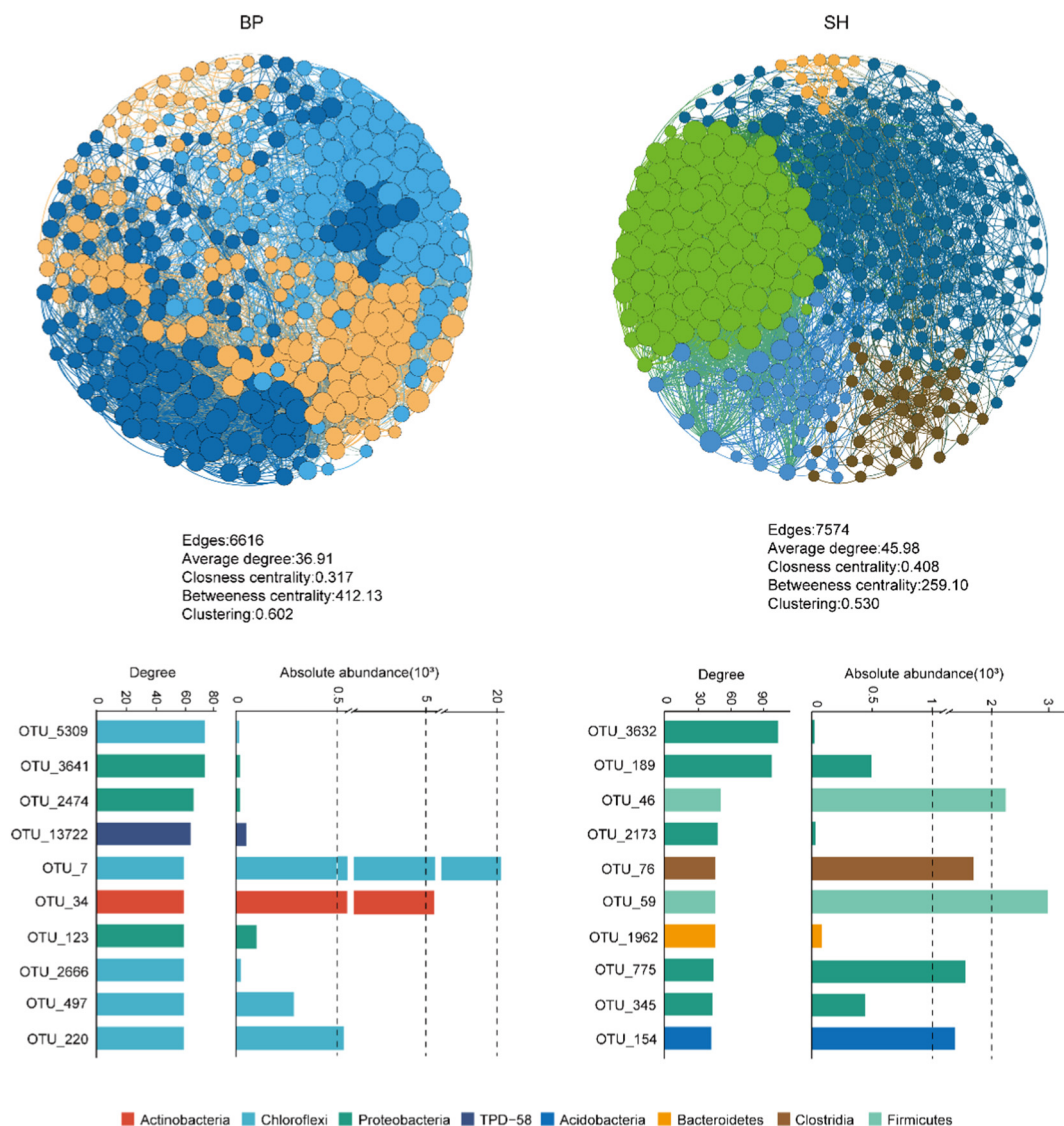 BP
SH
Edges:6616
Average degree:36.91
Closness centrality:0.317
Betweeness centrality:412.13
Clustering:0.602
Edges:7574
Average degree:45.98
Closness centrality:0.408
Betweeness centrality:259.10
Clustering:0.530
Degree
Absolute abundance(10³)
0 20 40 60 80
0 0.5 5 20
OTU_5309
OTU_3641
OTU_2474
OTU_13722
OTU_7
OTU_34
OTU_123
OTU_2666
OTU_497
OTU_220
Degree
Absolute abundance(10³)
0 30 60 90
0 0.5 1 2 3
OTU_3632
OTU_189
OTU_46
OTU_2173
OTU_76
OTU_59
OTU_1962
OTU_775
OTU_345
OTU_154
Actinobacteria Chloroflexi Proteobacteria TPD−58 Acidobacteria Bacteroidetes Clostridia Firmicutes